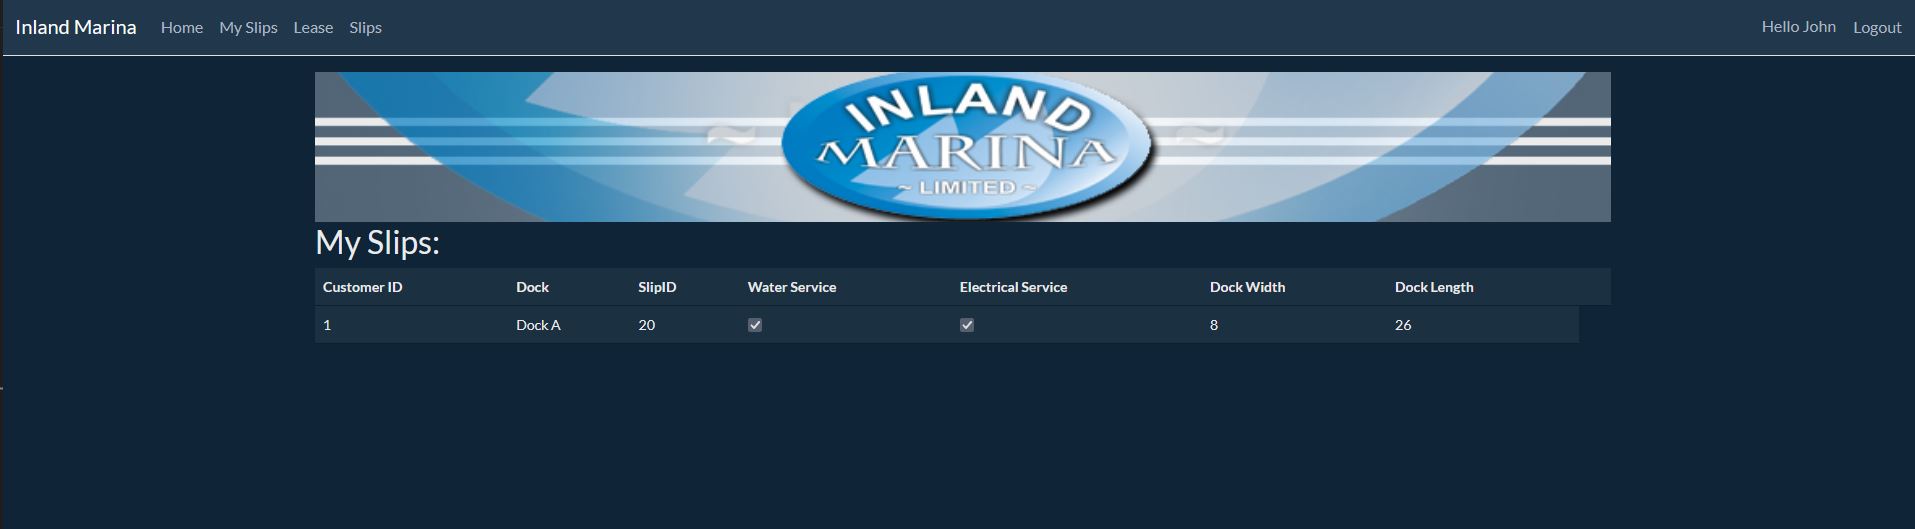 Inland Marina Home My Slips Lease Slips Hello John Logout
INLAND
MARINA
~ LIMITED ~
My Slips:
Customer ID Dock SlipID Water Service Electrical Service Dock Width Dock Length
1 Dock A 20 8 26